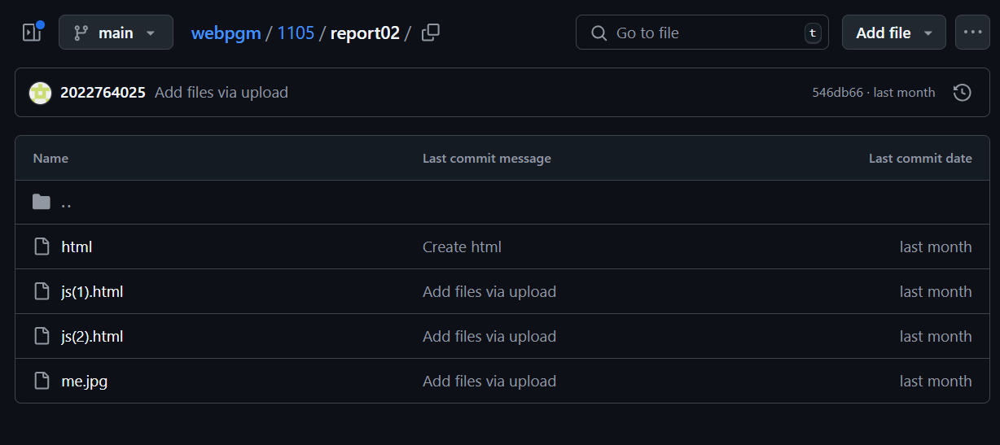 main webpgm / 1105 / report02 / Go to file t Add file ...
2022764025 Add files via upload 546db66 · last month
Name Last commit message Last commit date
..
html Create html last month
js(1).html Add files via upload last month
js(2).html Add files via upload last month
me.jpg Add files via upload last month